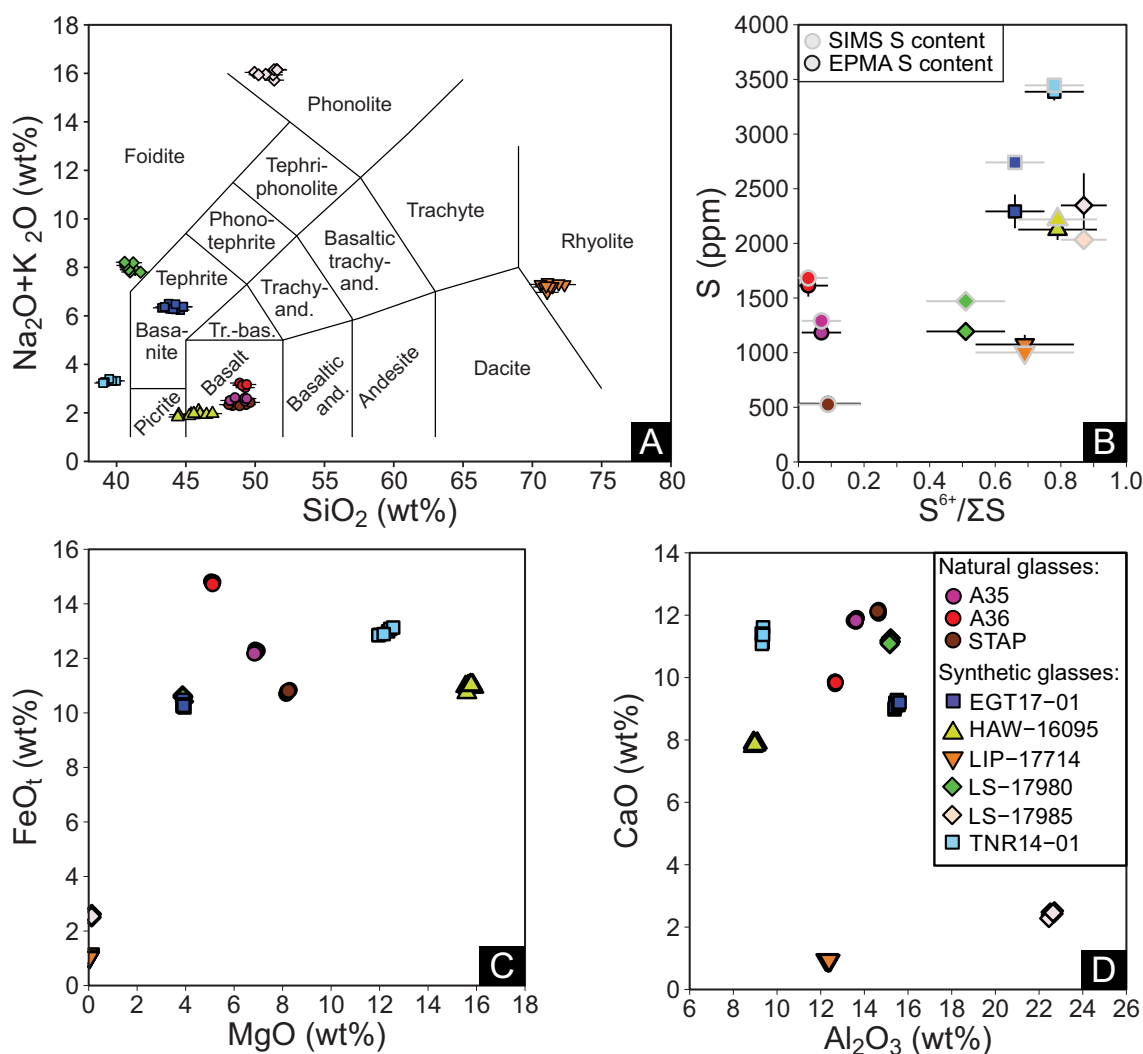 18
16
14
12
10
8
6
4
2
0
Na₂O+K ₂O (wt%)
Phonolite
Foidite
Tephri-
phonolite
Trachyte
Phono-
tephrite
Basaltic
trachy-
and.
Rhyolite
Tephrite
Trachy-
and.
Basa-
nite
Tr.-bas.
Basalt
Picrite
Basaltic
and.
Andesite
Dacite
A
40 45 50 55 60 65 70 75 80
SiO₂ (wt%)
SIMS S content
EPMA S content
4000
3500
3000
2500
2000
1500
1000
500
0
S (ppm)
B
0.0 0.2 0.4 0.6 0.8 1.0
S⁶⁺/ΣS
16
14
12
10
8
6
4
2
0
FeOₜ (wt%)
C
0 2 4 6 8 10 12 14 16 18
MgO (wt%)
14
12
10
8
6
4
2
0
CaO (wt%)
Natural glasses:
A35
A36
STAP
Synthetic glasses:
EGT17-01
HAW-16095
LIP-17714
LS-17980
LS-17985
TNR14-01
D
6 8 10 12 14 16 18 20 22 24 26
Al₂O₃ (wt%)